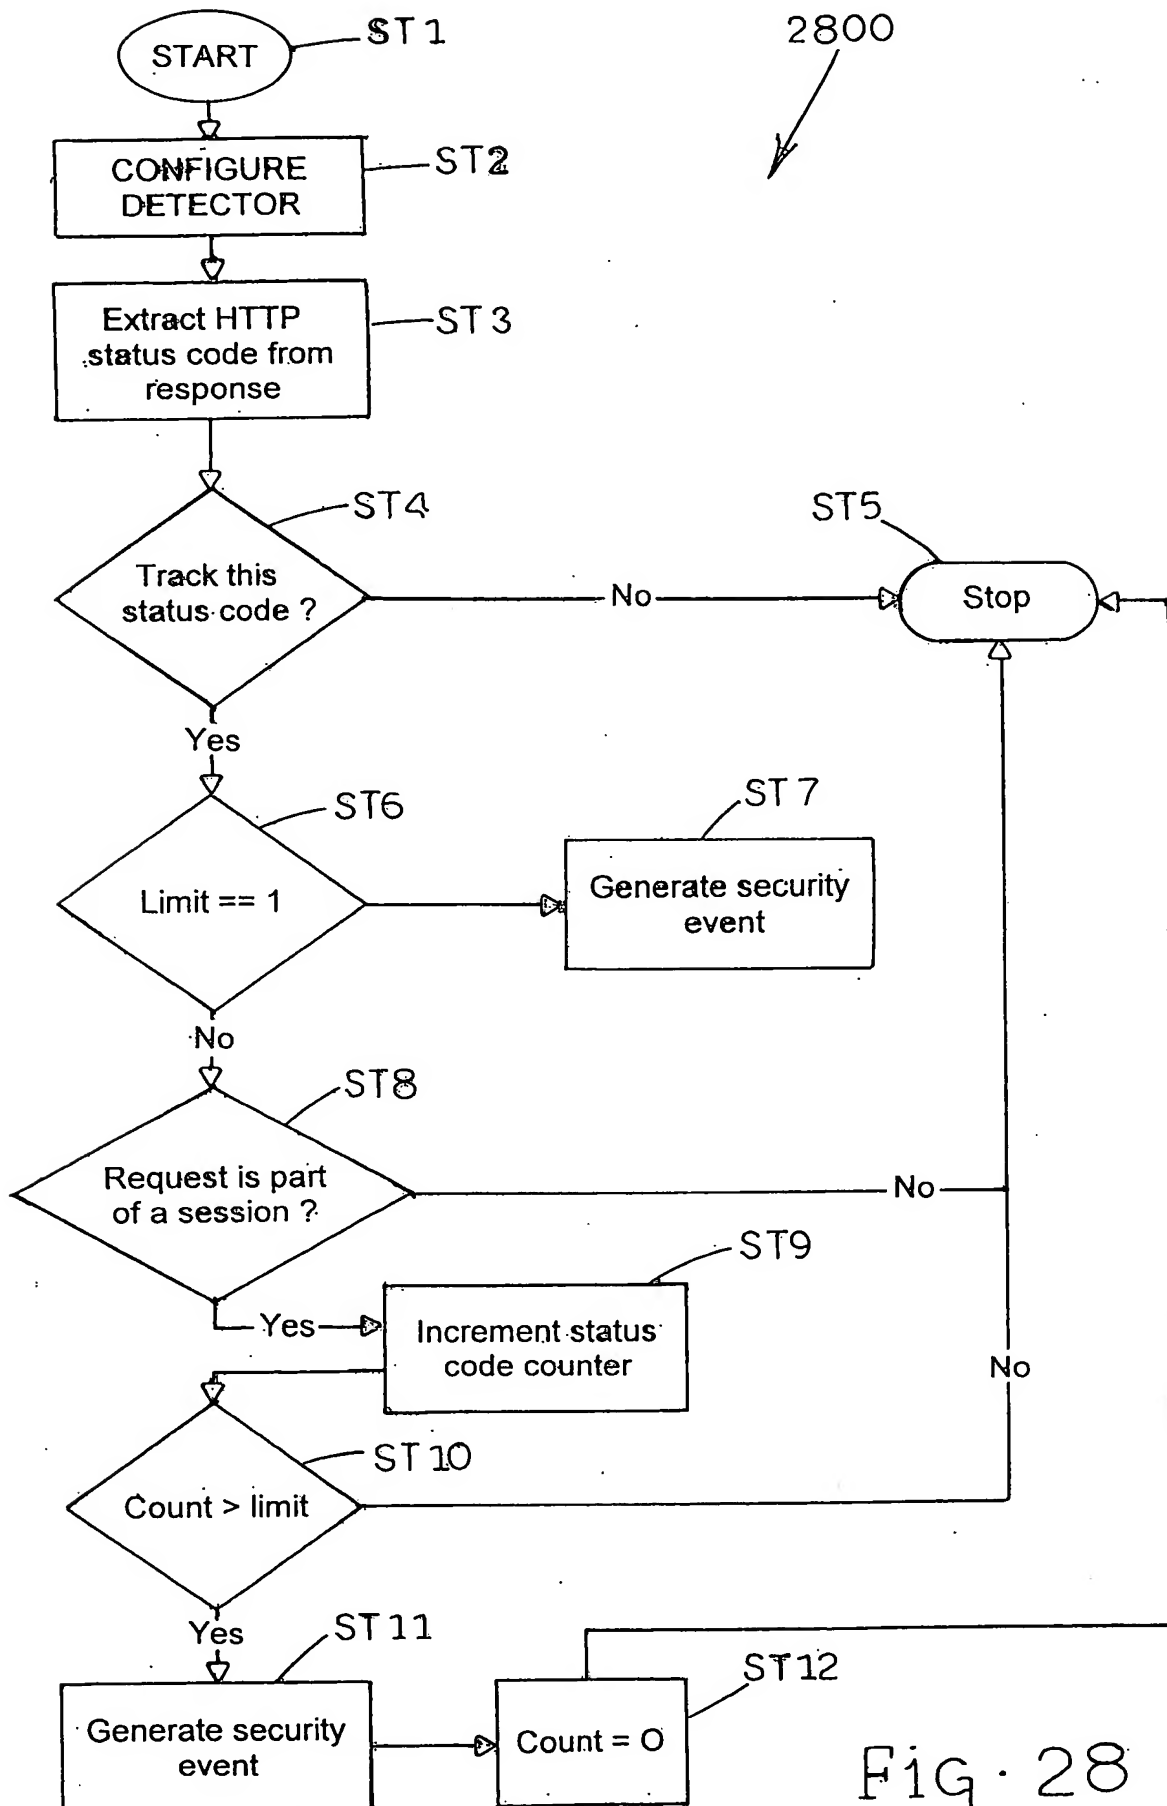 START
ST1
2800
CONFIGURE
DETECTOR
ST2
Extract HTTP
status code from
response
ST3
ST4
Track this
status code ?
No
ST5
Stop
Yes
ST6
Limit == 1
ST7
Generate security
event
No
ST8
Request is part
of a session ?
No
ST9
Yes
Increment status
code counter
No
ST10
Count > limit
Yes
ST11
Generate security
event
ST12
Count = O
FiG. 28